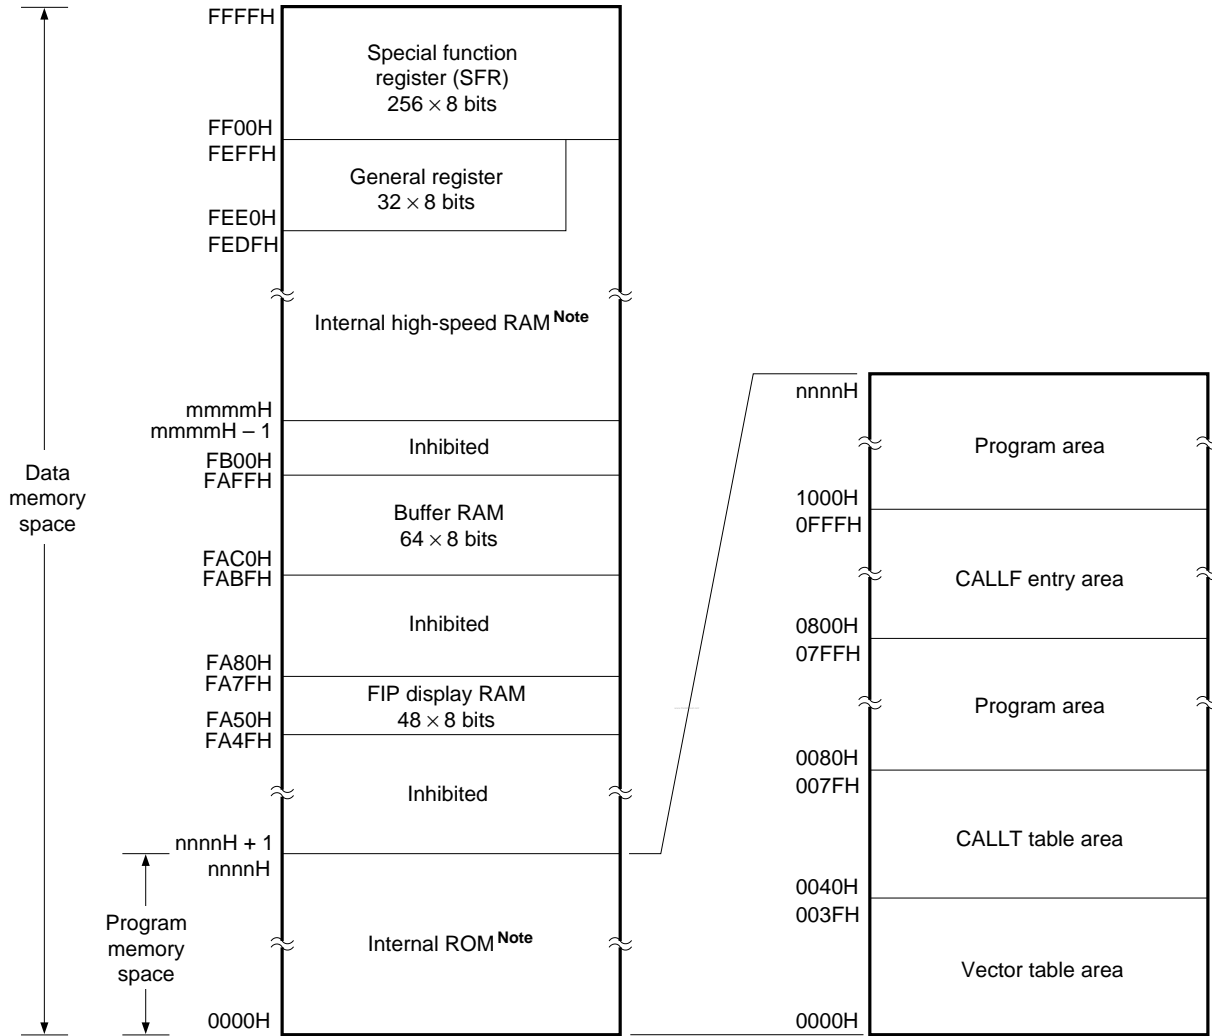 FFFFH
Special function
register (SFR)
256 × 8 bits
FF00H
FEFFH
General register
32 × 8 bits
FEE0H
FEDFH
Internal high-speed RAM Note
mmmmH
mmmmH – 1
Inhibited
FB00H
FAFFH
Buffer RAM
64 × 8 bits
FAC0H
FABFH
Inhibited
FA80H
FA7FH
FIP display RAM
48 × 8 bits
FA50H
FA4FH
Inhibited
nnnnH + 1
nnnnH
Internal ROM Note
0000H
Data
memory
space
Program
memory
space
nnnnH
Program area
1000H
0FFFH
CALLF entry area
0800H
07FFH
Program area
0080H
007FH
CALLT table area
0040H
003FH
Vector table area
0000H